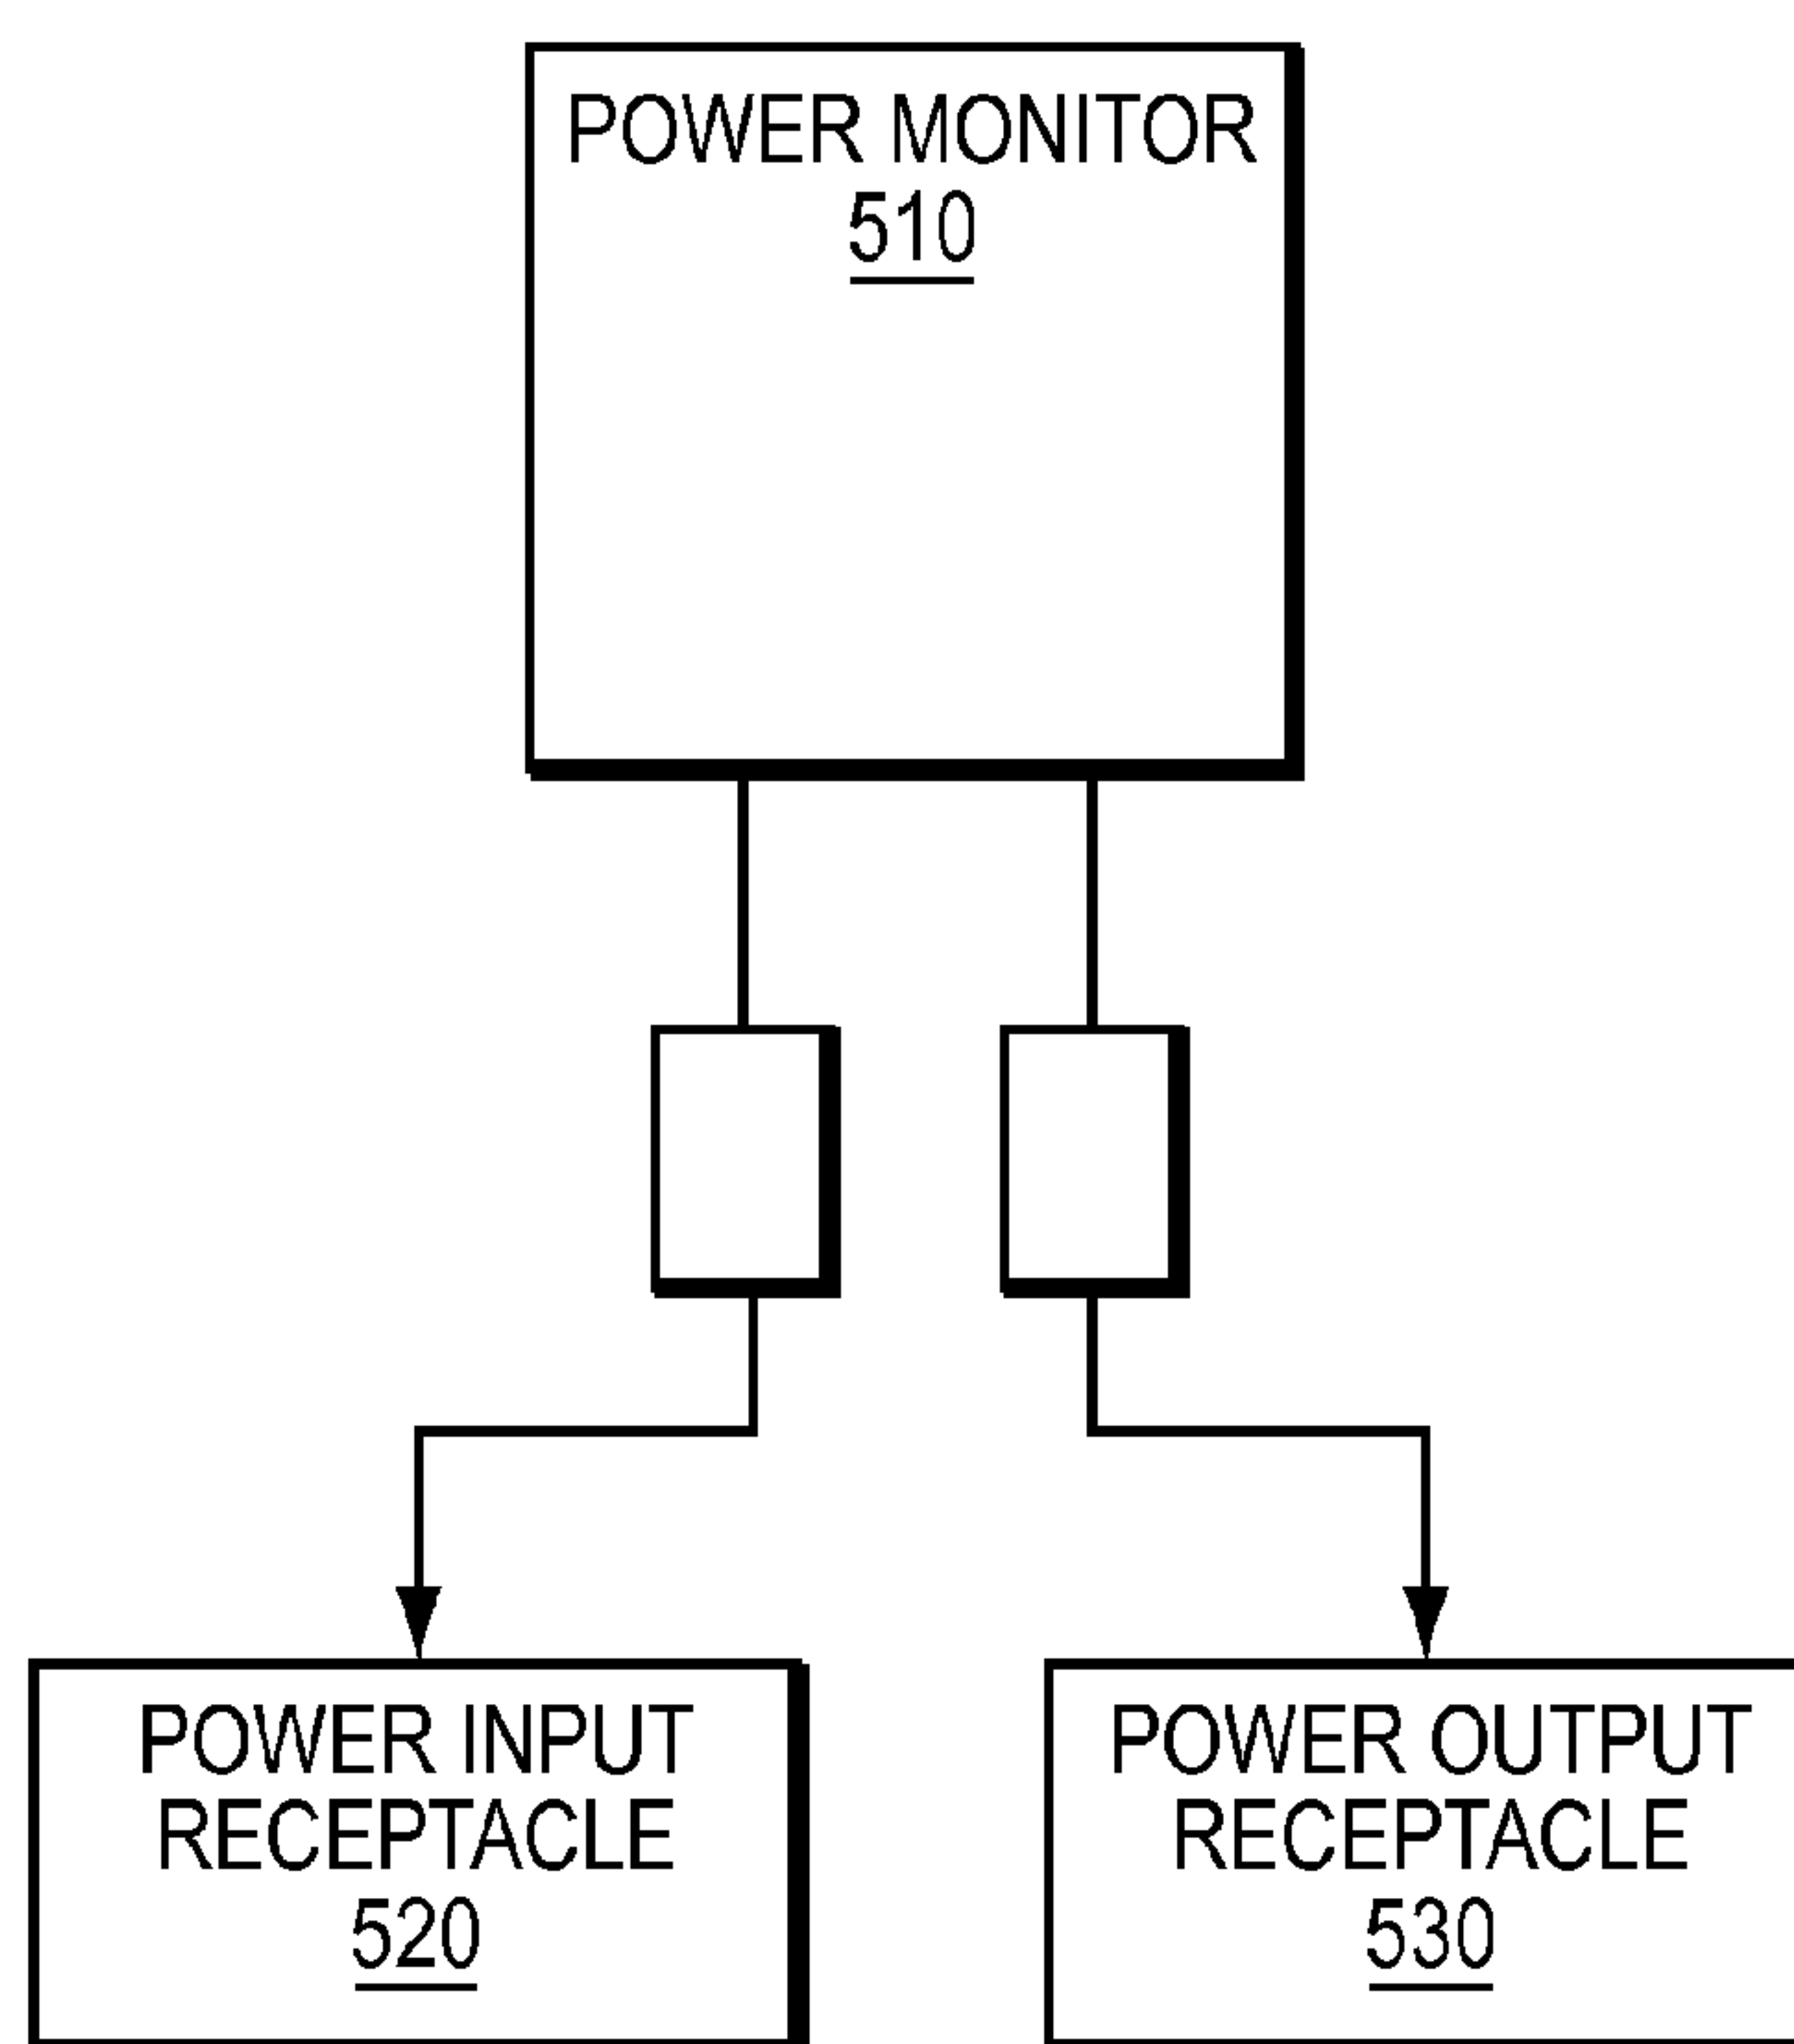 POWER MONITOR
510
POWER INPUT
RECEPTACLE
520
POWER OUTPUT
RECEPTACLE
530